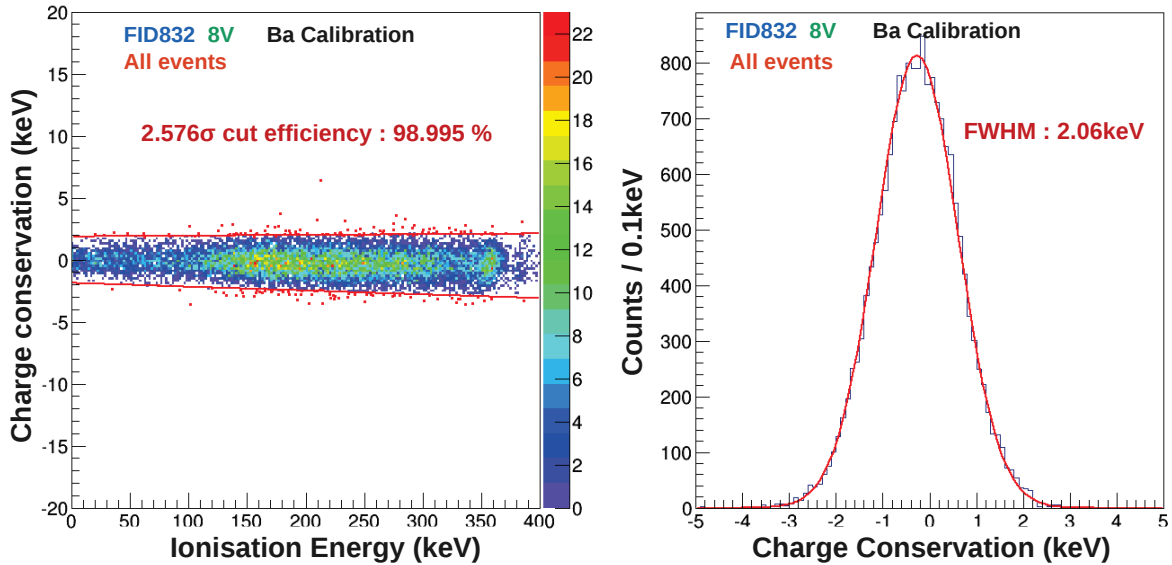 FID832 8V Ba Calibration
All events
2.576σ cut efficiency : 98.995 %
Charge conservation (keV)
20
15
10
5
0
-5
-10
-15
-20
0 50 100 150 200 250 300 350 400
Ionisation Energy (keV)
22
20
18
16
14
12
10
8
6
4
2
0
FID832 8V Ba Calibration
All events
FWHM : 2.06keV
Counts / 0.1keV
800
700
600
500
400
300
200
100
0
-5 -4 -3 -2 -1 0 1 2 3 4 5
Charge Conservation (keV)